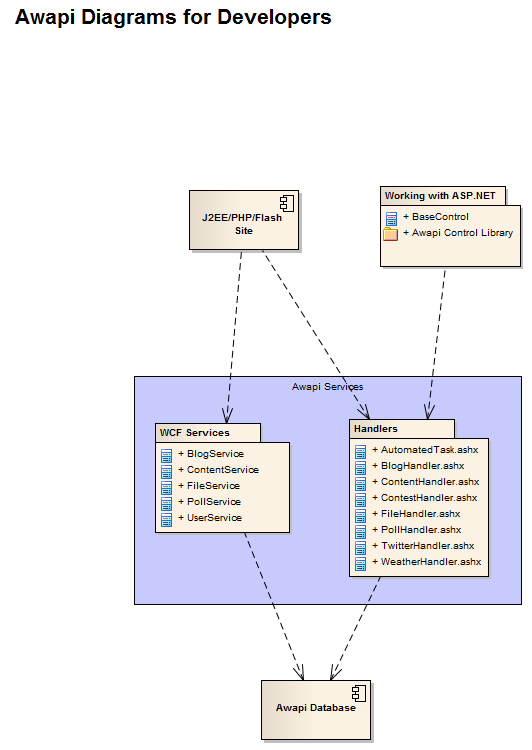 Awapi Diagrams for Developers
J2EE/PHP/Flash
Site
Working with ASP.NET
+ BaseControl
+ Awapi Control Library
Awapi Services
WCF Services
+ BlogService
+ ContentService
+ FileService
+ PollService
+ UserService
Handlers
+ AutomatedTask.ashx
+ BlogHandler.ashx
+ ContentHandler.ashx
+ ContestHandler.ashx
+ FileHandler.ashx
+ PollHandler.ashx
+ TwitterHandler.ashx
+ WeatherHandler.ashx
Awapi Database